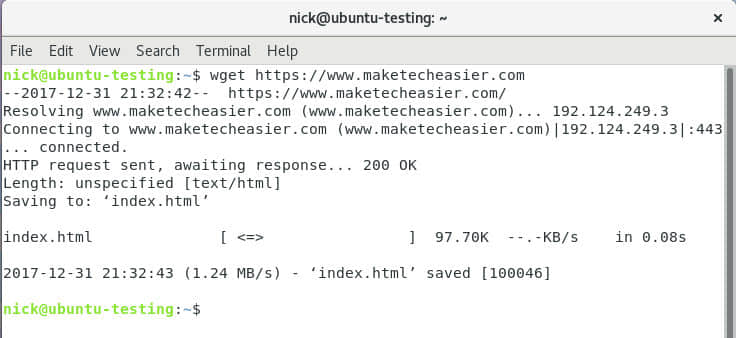 nick@ubuntu-testing: ~
×
File Edit View Search Terminal Help
nick@ubuntu-testing:~$ wget https://www.maketecheasier.com
--2017-12-31 21:32:42--  https://www.maketecheasier.com/
Resolving www.maketecheasier.com (www.maketecheasier.com)... 192.124.249.3
Connecting to www.maketecheasier.com (www.maketecheasier.com)|192.124.249.3|:443
... connected.
HTTP request sent, awaiting response... 200 OK
Length: unspecified [text/html]
Saving to: ‘index.html’
index.html              [ <=>                ]  97.70K  --.-KB/s    in 0.08s
2017-12-31 21:32:43 (1.24 MB/s) - ‘index.html’ saved [100046]
nick@ubuntu-testing:~$